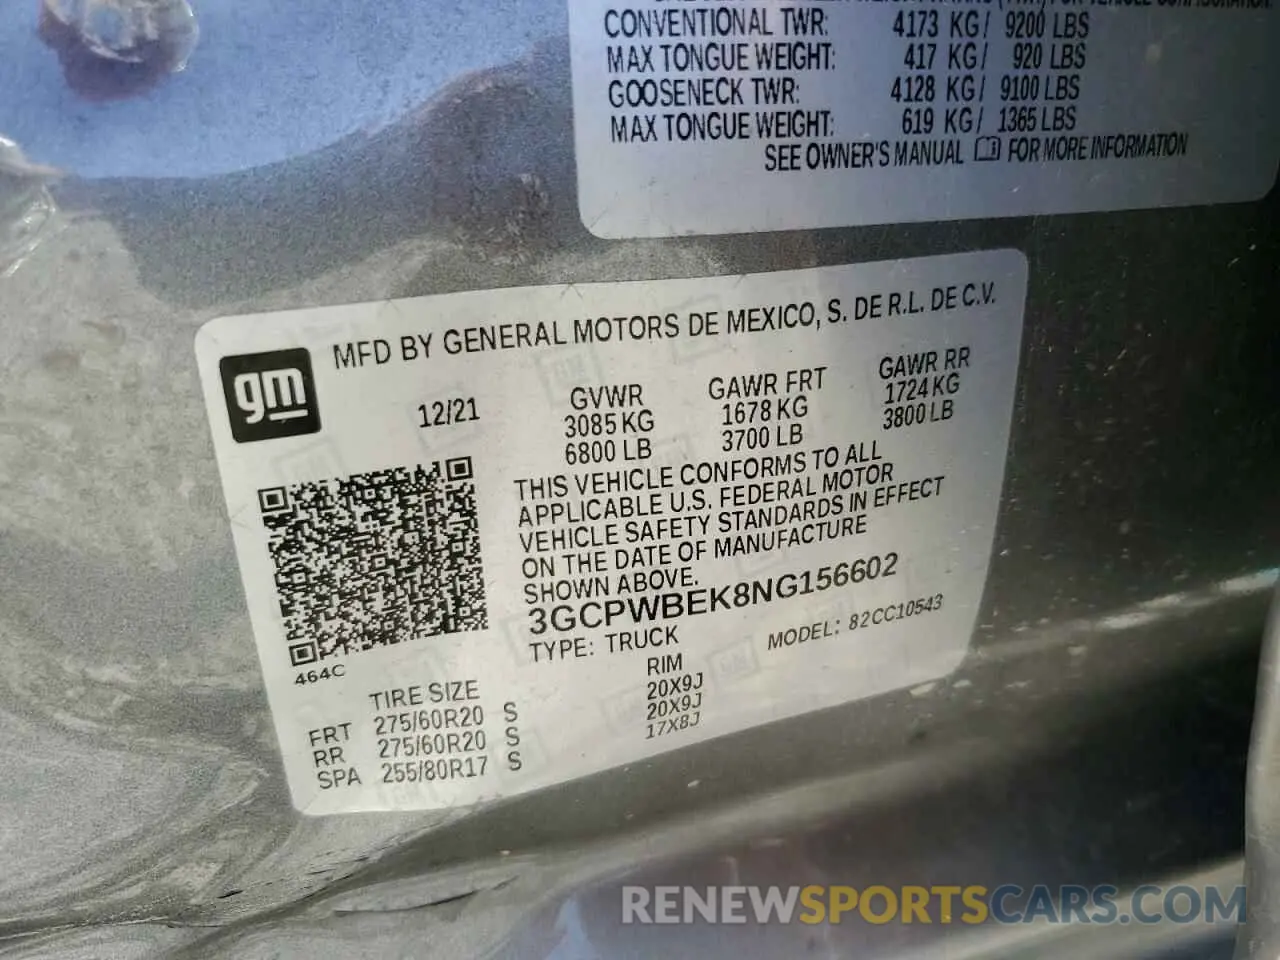 CONVENTIONAL TWR: 4173 KG/ 9200 LBS
MAX TONGUE WEIGHT: 417 KG/ 920 LBS
GOOSENECK TWR: 4128 KG/ 9100 LBS
MAX TONGUE WEIGHT: 619 KG/ 1365 LBS
SEE OWNER'S MANUAL FOR MORE INFORMATION
gm
MFD BY GENERAL MOTORS DE MEXICO, S. DE R.L. DE C.V.
12/21 GVWR GAWR FRT GAWR RR
3085 KG 1678 KG 1724 KG
6800 LB 3700 LB 3800 LB
THIS VEHICLE CONFORMS TO ALL
APPLICABLE U.S. FEDERAL MOTOR
VEHICLE SAFETY STANDARDS IN EFFECT
ON THE DATE OF MANUFACTURE
SHOWN ABOVE.
3GCPWBEK8NG156602
TYPE: TRUCK MODEL: 82CC10543
464C
TIRE SIZE RIM
FRT 275/60R20 S 20X9J
RR 275/60R20 S 20X9J
SPA 255/80R17 S 17X8J
RENEWSPORTSCARS.COM